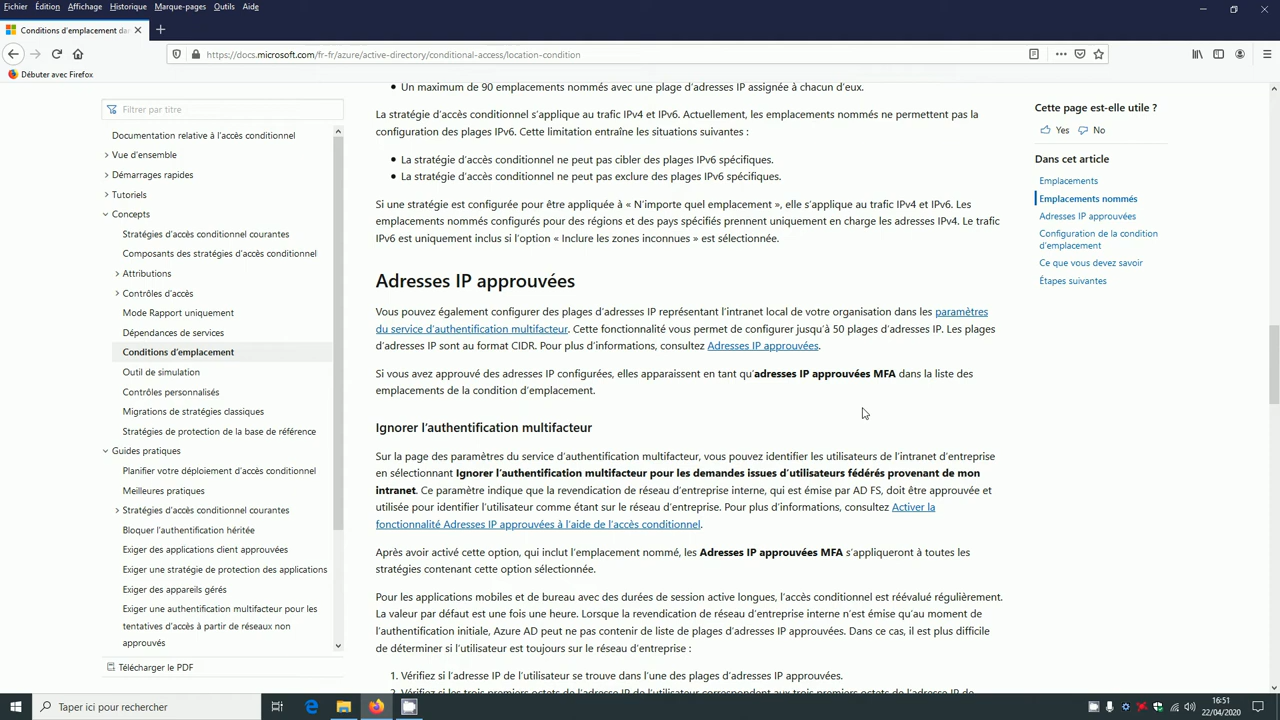 Fichier Édition Affichage Historique Marque-pages Outils Aide
Conditions d'emplacement da
https://docs.microsoft.com/fr-fr/azure/active-directory/conditional-access/location-condition
Débuter avec Firefox
Filtrer par titre
Documentation relative à l'accès conditionnel
Vue d'ensemble
Démarrages rapides
Tutoriels
Concepts
Stratégies d'accès conditionnel courantes
Composants des stratégies d'accès conditionnel
Attributions
Contrôles d'accès
Mode Rapport uniquement
Dépendances de services
Conditions d'emplacement
Outil de simulation
Contrôles personnalisés
Migrations de stratégies classiques
Stratégies de protection de la base de référence
Guides pratiques
Planifier votre déploiement d'accès conditionnel
Meilleures pratiques
Stratégies d'accès conditionnel courantes
Bloquer l'authentification héritée
Exiger des applications client approuvées
Exiger une stratégie de protection des applications
Exiger des appareils gérés
Exiger une authentification multifacteur pour les
tentatives d'accès à partir de réseaux non
approuvés
Télécharger le PDF
• Un maximum de 90 emplacements nommés avec une plage d'adresses IP assignée à chacun d'eux.
La stratégie d'accès conditionnel s'applique au trafic IPv4 et IPv6. Actuellement, les emplacements nommés ne permettent pas la
configuration des plages IPv6. Cette limitation entraîne les situations suivantes :
• La stratégie d'accès conditionnel ne peut pas cibler des plages IPv6 spécifiques.
• La stratégie d'accès conditionnel ne peut pas exclure des plages IPv6 spécifiques.
Si une stratégie est configurée pour être appliquée à « N'importe quel emplacement », elle s'applique au trafic IPv4 et IPv6. Les
emplacements nommés configurés pour des régions et des pays spécifiés prennent uniquement en charge les adresses IPv4. Le trafic
IPv6 est uniquement inclus si l'option « Inclure les zones inconnues » est sélectionnée.
Adresses IP approuvées
Vous pouvez également configurer des plages d'adresses IP représentant l'intranet local de votre organisation dans les paramètres
du service d'authentification multifacteur. Cette fonctionnalité vous permet de configurer jusqu'à 50 plages d'adresses IP. Les plages
d'adresses IP sont au format CIDR. Pour plus d'informations, consultez Adresses IP approuvées.
Si vous avez approuvé des adresses IP configurées, elles apparaissent en tant qu'adresses IP approuvées MFA dans la liste des
emplacements de la condition d'emplacement.
Ignorer l'authentification multifacteur
Sur la page des paramètres du service d'authentification multifacteur, vous pouvez identifier les utilisateurs de l'intranet d'entreprise
en sélectionnant Ignorer l'authentification multifacteur pour les demandes issues d'utilisateurs fédérés provenant de mon
intranet. Ce paramètre indique que la revendication de réseau d'entreprise interne, qui est émise par AD FS, doit être approuvée et
utilisée pour identifier l'utilisateur comme étant sur le réseau d'entreprise. Pour plus d'informations, consultez Activer la
fonctionnalité Adresses IP approuvées à l'aide de l'accès conditionnel.
Après avoir activé cette option, qui inclut l'emplacement nommé, les Adresses IP approuvées MFA s'appliqueront à toutes les
stratégies contenant cette option sélectionnée.
Pour les applications mobiles et de bureau avec des durées de session active longues, l'accès conditionnel est réévalué régulièrement.
La valeur par défaut est une fois une heure. Lorsque la revendication de réseau d'entreprise interne n'est émise qu'au moment de
l'authentification initiale, Azure AD peut ne pas contenir de liste de plages d'adresses IP approuvées. Dans ce cas, il est plus difficile
de déterminer si l'utilisateur est toujours sur le réseau d'entreprise :
1. Vérifiez si l'adresse IP de l'utilisateur se trouve dans l'une des plages d'adresses IP approuvées.
2. Vérifiez si les trois premiers octets de l'adresse IP de l'utilisateur correspondent aux trois premiers octets de l'adresse IP de
Cette page est-elle utile ?
Yes No
Dans cet article
Emplacements
Emplacements nommés
Adresses IP approuvées
Configuration de la condition
d'emplacement
Ce que vous devez savoir
Étapes suivantes
Taper ici pour rechercher
16:51
22/04/2020